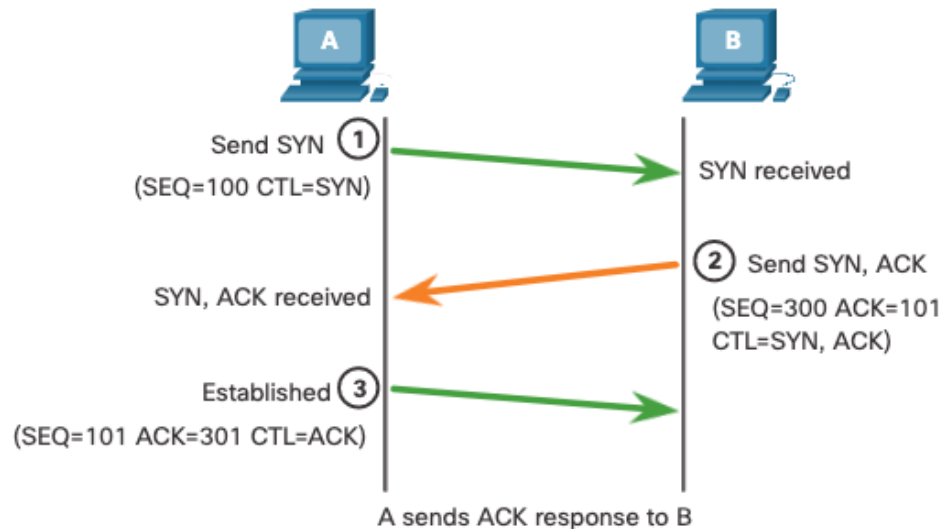 A
B
Send SYN 1
(SEQ=100 CTL=SYN)
SYN received
2 Send SYN, ACK
SYN, ACK received
(SEQ=300 ACK=101
CTL=SYN, ACK)
Established 3
(SEQ=101 ACK=301 CTL=ACK)
A sends ACK response to B